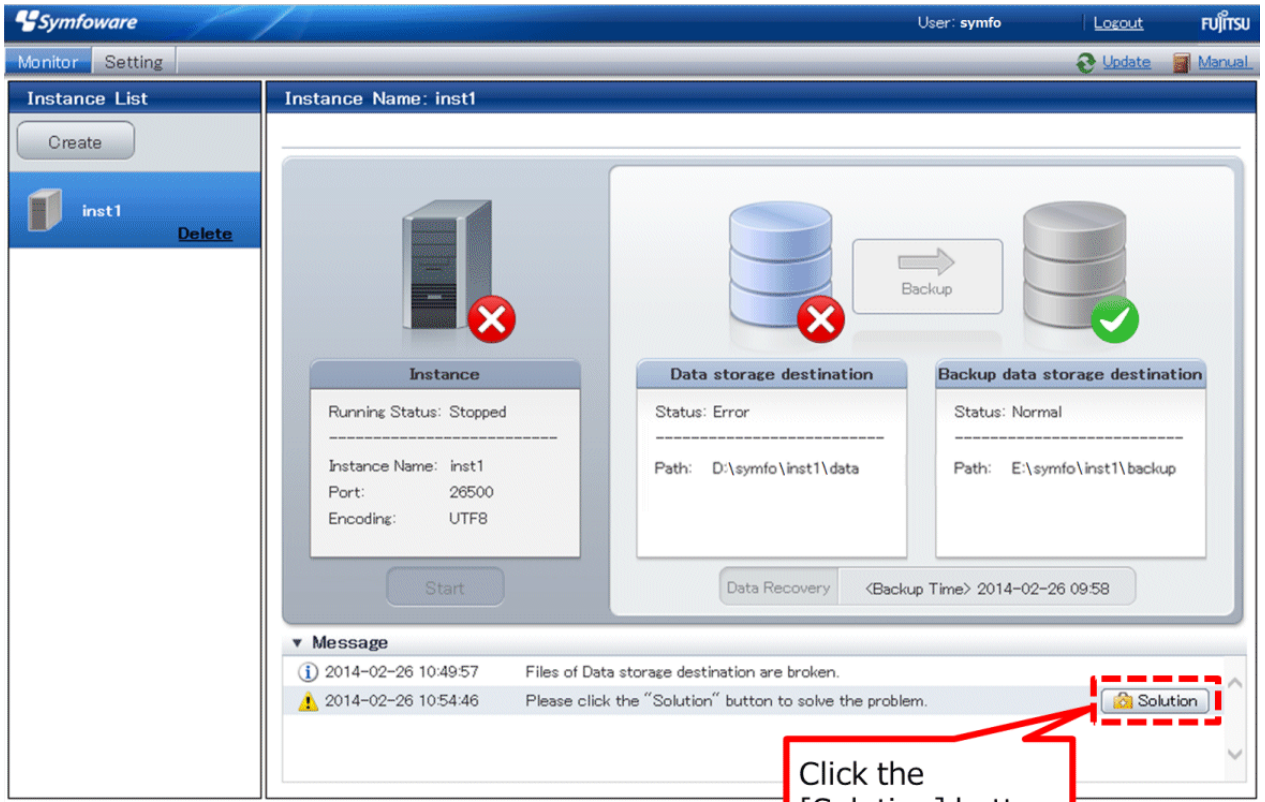 Symfoware
User: symfo
Logout
FUJITSU
Monitor
Setting
Update
Manual
Instance List
Create
inst1
Delete
Instance Name: inst1
Backup
Instance
Running Status: Stopped
Instance Name: inst1
Port: 26500
Encoding: UTF8
Start
Data storage destination
Status: Error
Path: D:\symfo\inst1\data
Backup data storage destination
Status: Normal
Path: E:\symfo\inst1\backup
Data Recovery
<Backup Time> 2014-02-26 09:58
Message
2014-02-26 10:49:57 Files of Data storage destination are broken.
2014-02-26 10:54:46 Please click the "Solution" button to solve the problem.
Solution
Click the